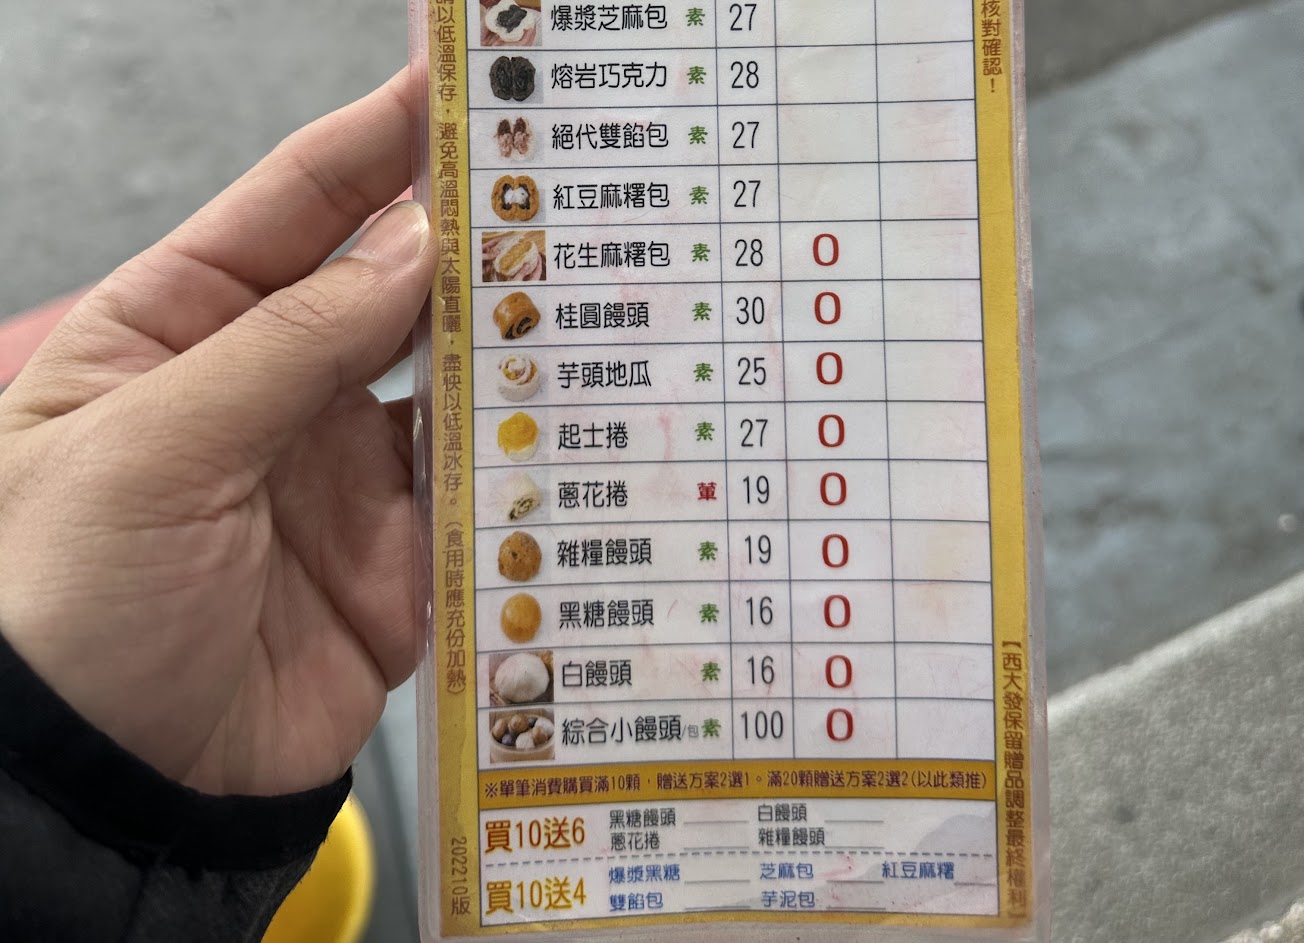 請以低溫保存，避免高溫悶熱與太陽直曬，盡快以低溫冰存。(食用時應充份加熱)
202210版
爆漿芝麻包 素 27
熔岩巧克力 素 28
絕代雙餡包 素 27
紅豆麻糬包 素 27
花生麻糬包 素 28 0
桂圓饅頭 素 30 0
芋頭地瓜 素 25 0
起士捲 素 27 0
蔥花捲 葷 19 0
雜糧饅頭 素 19 0
黑糖饅頭 素 16 0
白饅頭 素 16 0
綜合小饅頭/包 素 100 0
※單筆消費購買滿10顆，贈送方案2選1。滿20顆贈送方案2選2(以此類推)
買10送6 黑糖饅頭 白饅頭
蔥花捲 雜糧饅頭
買10送4 爆漿黑糖 芝麻包 紅豆麻糬
雙餡包 芋泥包
核對確認！
【西大發保留贈品調整最終權利】